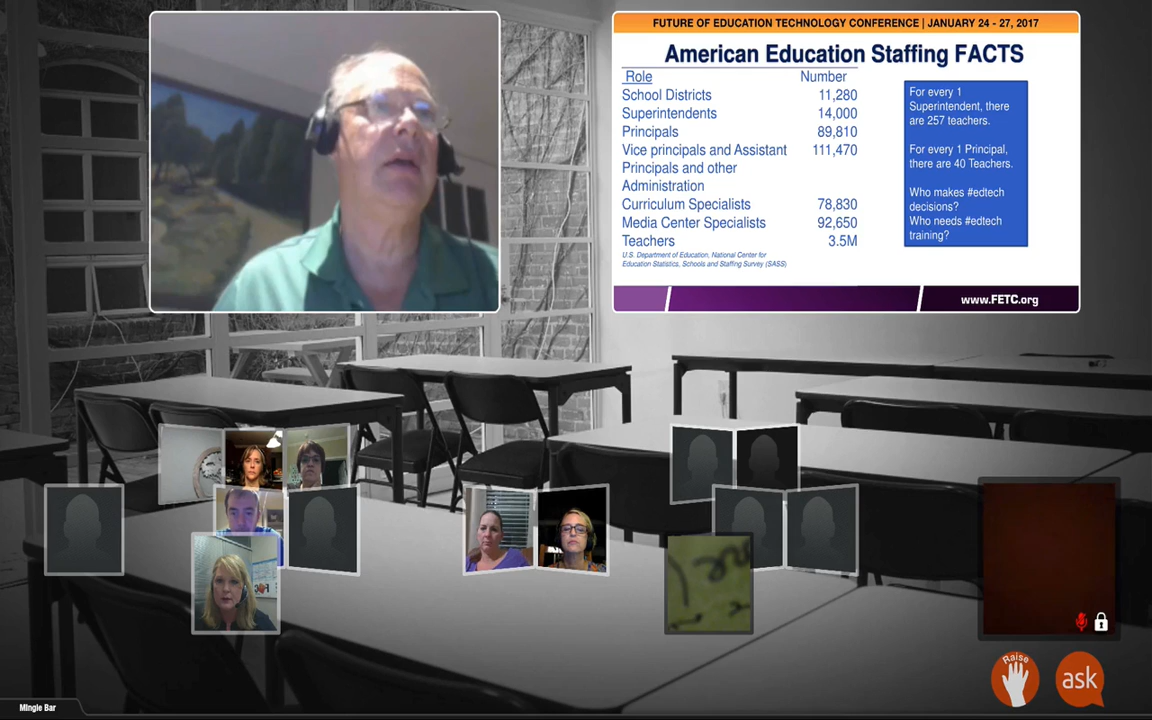 FUTURE OF EDUCATION TECHNOLOGY CONFERENCE | JANUARY 24 - 27, 2017
American Education Staffing FACTS
Role Number
School Districts 11,280
Superintendents 14,000
Principals 89,810
Vice principals and Assistant 111,470
Principals and other
Administration
Curriculum Specialists 78,830
Media Center Specialists 92,650
Teachers 3.5M
U.S. Department of Education, National Center for
Education Statistics, Schools and Staffing Survey (SASS)
For every 1
Superintendent, there
are 257 teachers.
For every 1 Principal,
there are 40 Teachers.
Who makes #edtech
decisions?
Who needs #edtech
training?
www.FETC.org
Raise
ask
Mingle Bar